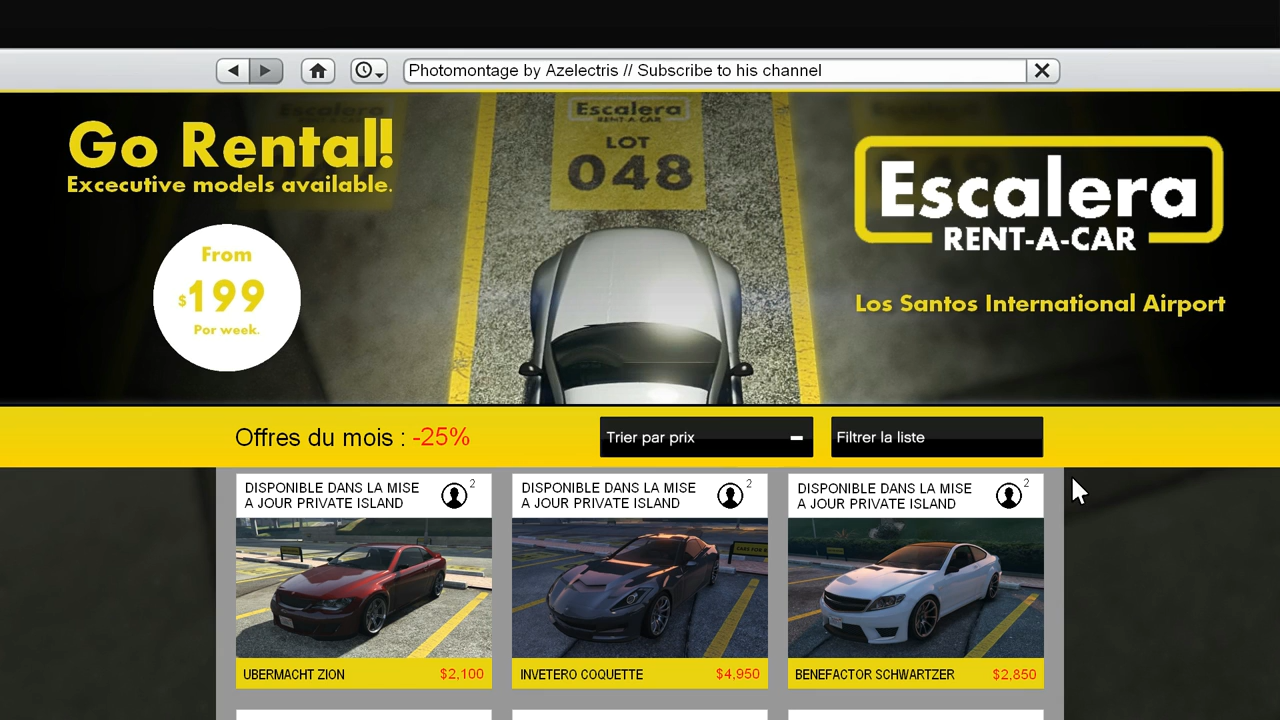 Photomontage by Azelectris // Subscribe to his channel
Go Rental!
Excecutive models available.
From
$199
Por week.
Escalera
RENT-A-CAR
LOT
048
Escalera
RENT-A-CAR
Los Santos International Airport
Offres du mois : -25%
Trier par prix
Filtrer la liste
DISPONIBLE DANS LA MISE
A JOUR PRIVATE ISLAND
2
DISPONIBLE DANS LA MISE
A JOUR PRIVATE ISLAND
2
DISPONIBLE DANS LA MISE
A JOUR PRIVATE ISLAND
2
UBERMACHT ZION $2,100
INVETERO COQUETTE $4,950
BENEFACTOR SCHWARTZER $2,850